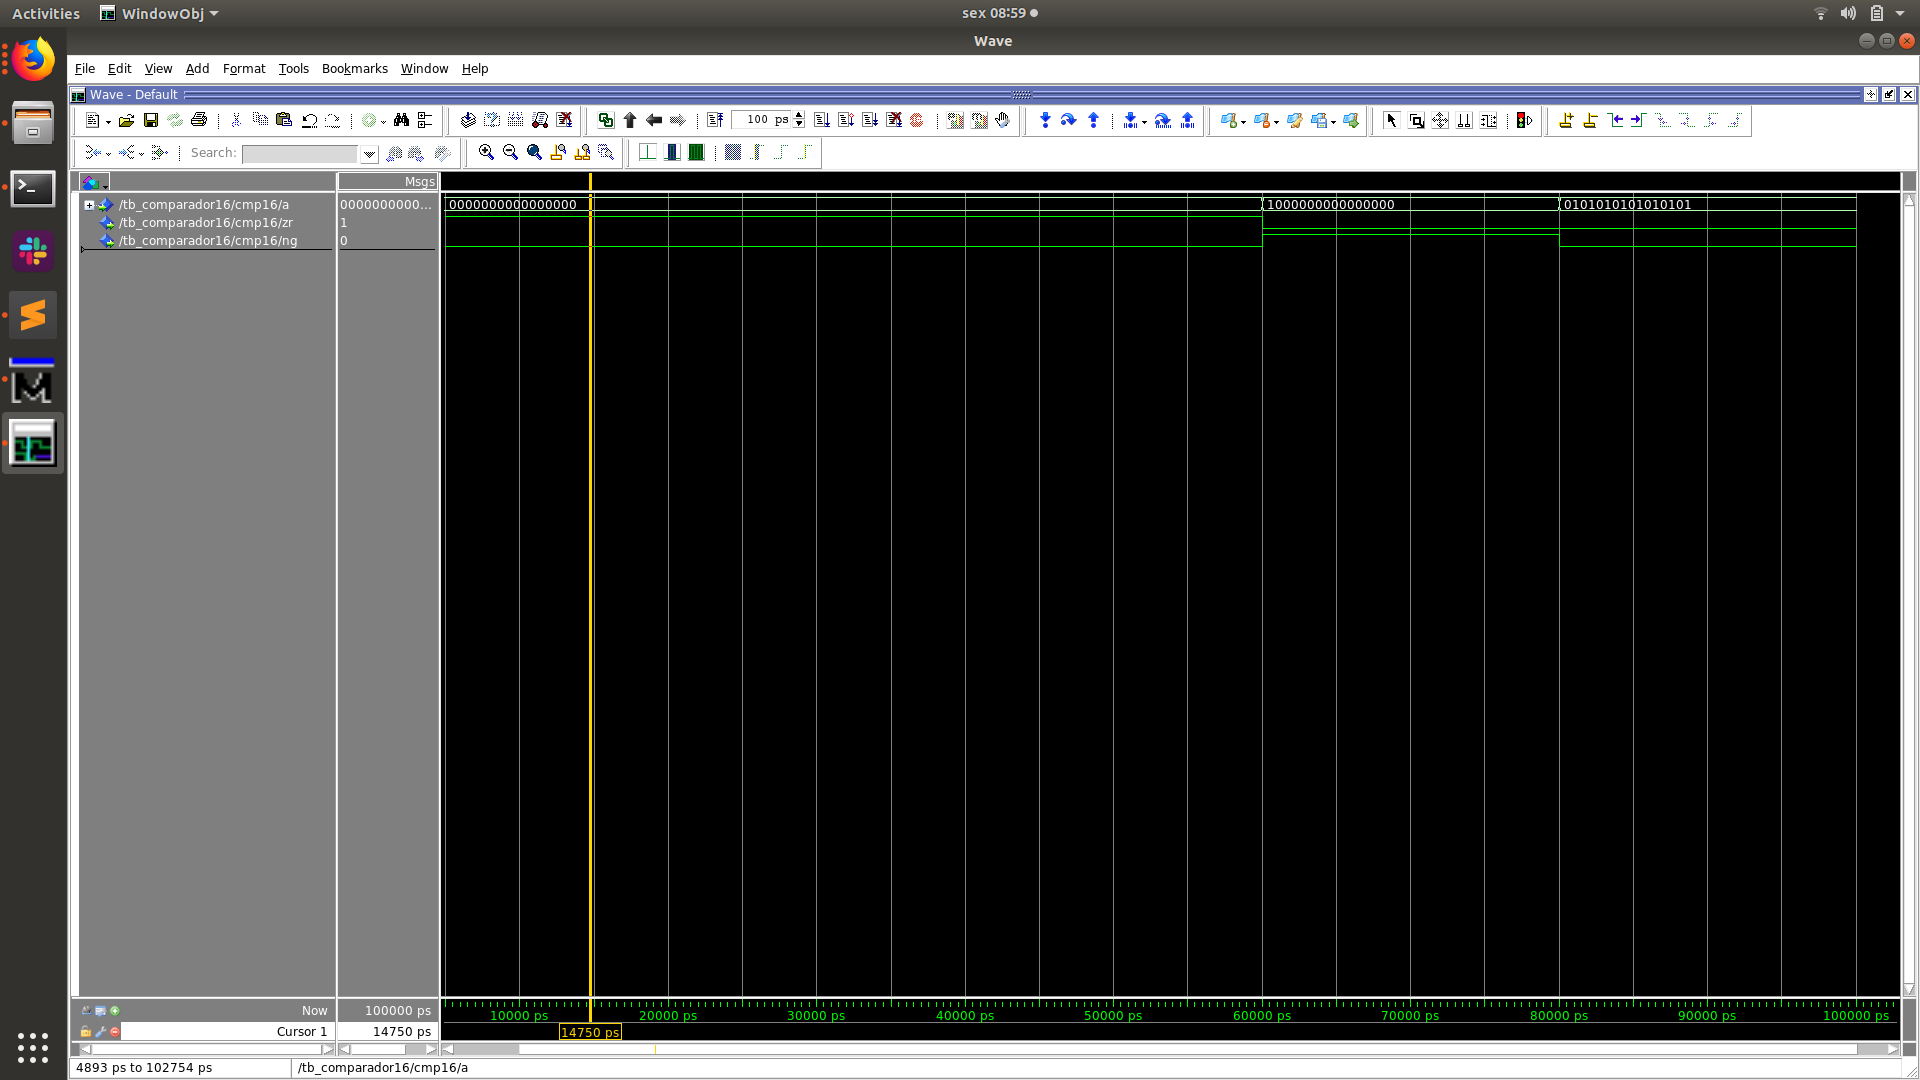 Activities WindowObj sex 08:59
Wave
File Edit View Add Format Tools Bookmarks Window Help
Wave - Default
100 ps
Search:
Msgs
/tb_comparador16/cmp16/a 0000000000... 0000000000000000 1000000000000000 0101010101010101
/tb_comparador16/cmp16/zr 1
/tb_comparador16/cmp16/ng 0
Now 100000 ps 10000 ps 20000 ps 30000 ps 40000 ps 50000 ps 60000 ps 70000 ps 80000 ps 90000 ps 100000 ps
Cursor 1 14750 ps 14750 ps
4893 ps to 102754 ps /tb_comparador16/cmp16/a